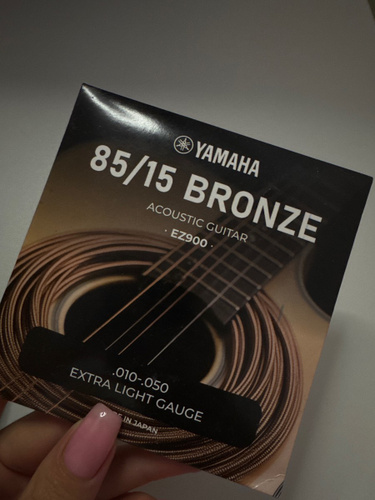 YAMAHA
85/15 BRONZE
ACOUSTIC GUITAR
· EZ900 ·
.010-.050
EXTRA LIGHT GAUGE
IN JAPAN